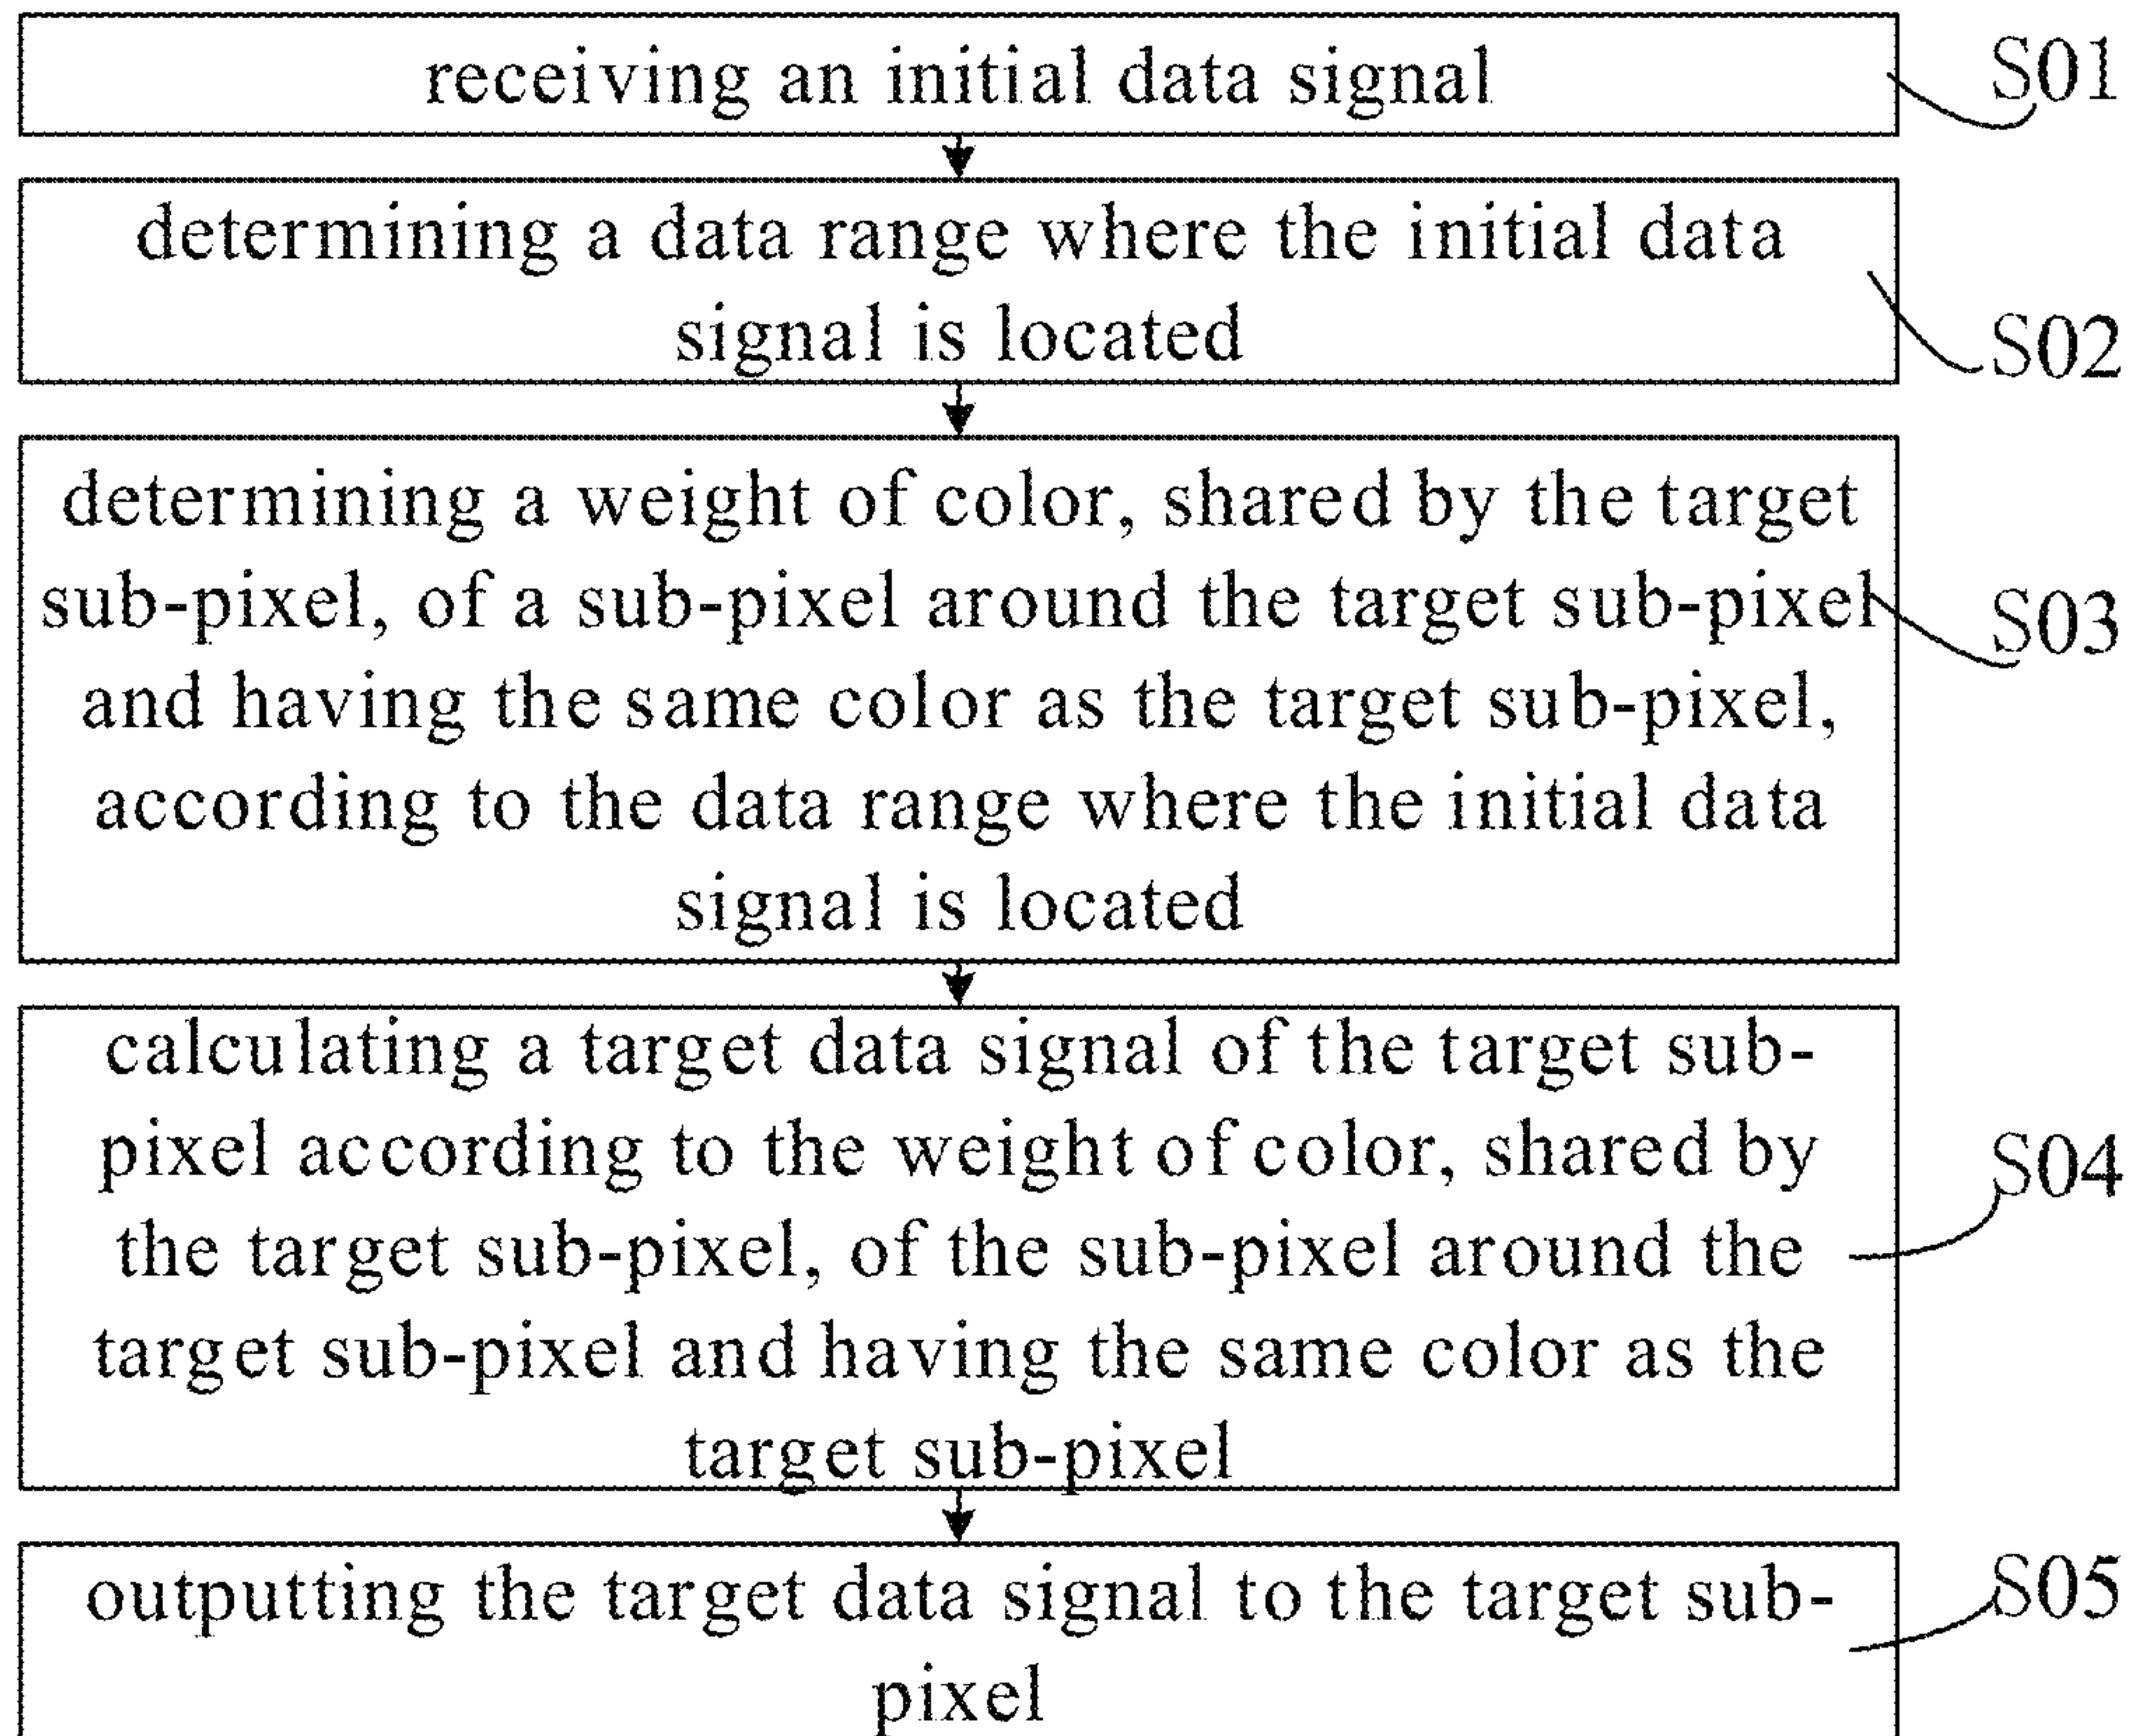 receiving an initial data signal
S01
determining a data range where the initial data
signal is located
S02
determining a weight of color, shared by the target
sub-pixel, of a sub-pixel around the target sub-pixel
and having the same color as the target sub-pixel,
according to the data range where the initial data
signal is located
S03
calculating a target data signal of the target sub-
pixel according to the weight of color, shared by
the target sub-pixel, of the sub-pixel around the
target sub-pixel and having the same color as the
target sub-pixel
S04
outputting the target data signal to the target sub-
pixel
S05